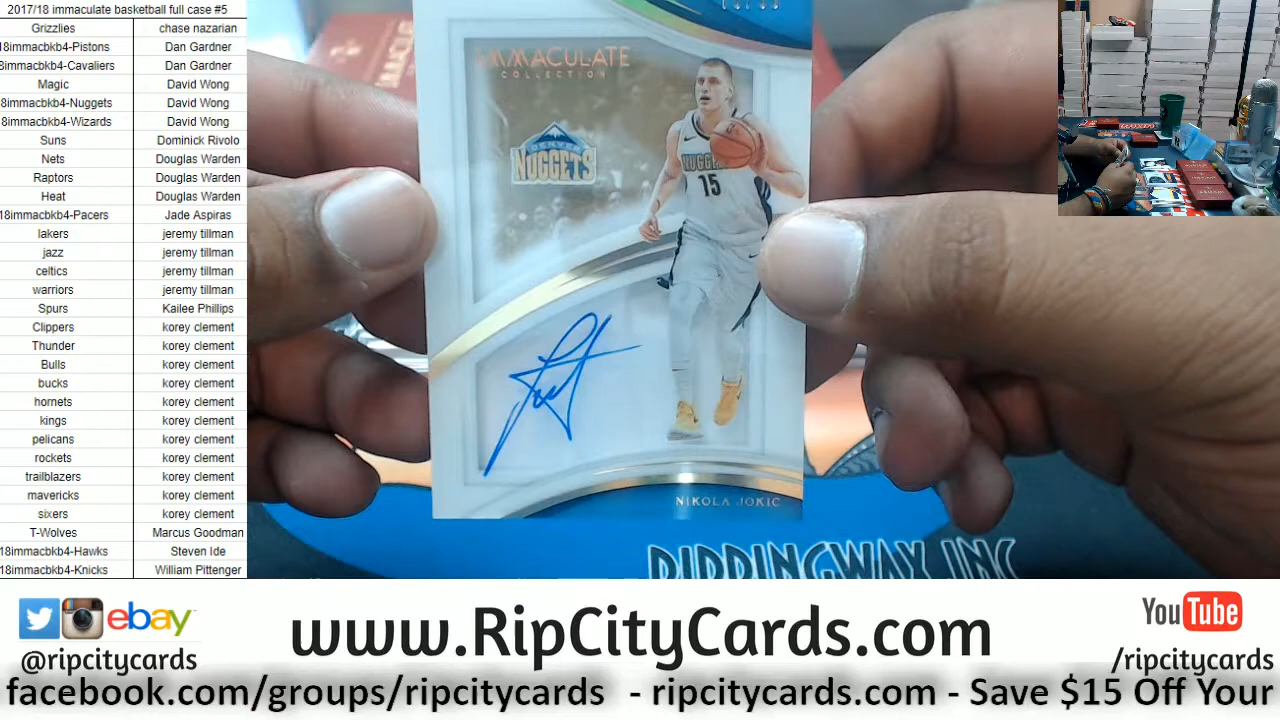 2017/18 immaculate basketball full case #5
Grizzlies chase nazarian
18immacbkb4-Pistons Dan Gardner
8immacbkb4-Cavaliers Dan Gardner
Magic David Wong
8immacbkb4-Nuggets David Wong
8immacbkb4-Wizards David Wong
Suns Dominick Rivolo
Nets Douglas Warden
Raptors Douglas Warden
Heat Douglas Warden
18immacbkb4-Pacers Jade Aspiras
lakers jeremy tillman
jazz jeremy tillman
celtics jeremy tillman
warriors jeremy tillman
Spurs Kailee Phillips
Clippers korey clement
Thunder korey clement
Bulls korey clement
bucks korey clement
hornets korey clement
kings korey clement
pelicans korey clement
rockets korey clement
trailblazers korey clement
mavericks korey clement
sixers korey clement
T-Wolves Marcus Goodman
18immacbkb4-Hawks Steven Ide
18immacbkb4-Knicks William Pittenger
IMMACULATE
COLLECTION
DENVER
NUGGETS
15
NIKOLA JOKIC
RIPPINGWAX INC
ebay
@ripcitycards
www.RipCityCards.com
YouTube
/ripcitycards
facebook.com/groups/ripcitycards - ripcitycards.com - Save $15 Off Your